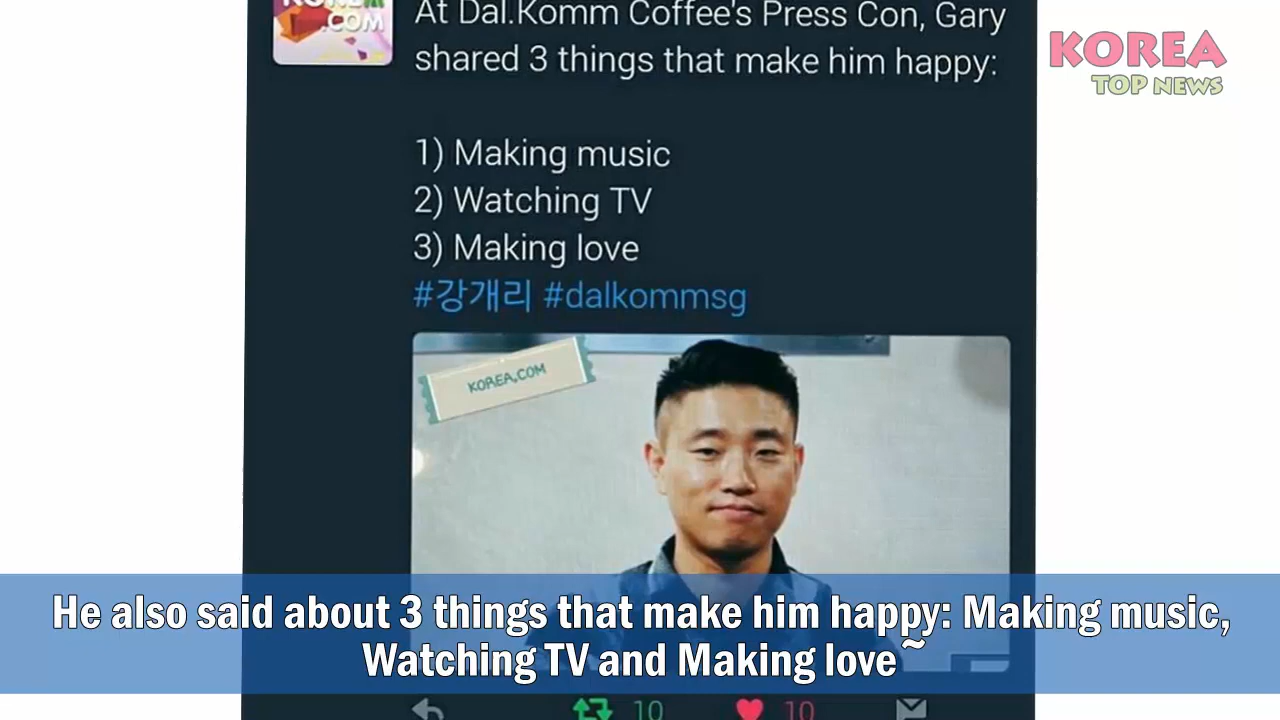 KOREA
.COM
At Dal.Komm Coffee's Press Con, Gary
shared 3 things that make him happy:
KOREA
TOP NEWS
1) Making music
2) Watching TV
3) Making love
#강개리 #dalkommsg
KOREA.COM
He also said about 3 things that make him happy: Making music,
Watching TV and Making love~
10 10